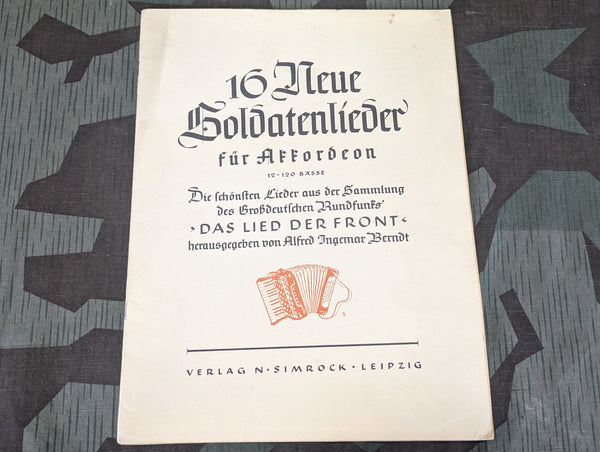 16 Neue
Soldatenlieder
für Akkordeon
12-120 BÄSSE
Die schönsten Lieder aus der Sammlung
des Großdeutschen Rundfunks
›DAS LIED DER FRONT‹
herausgegeben von Alfred Ingemar Berndt
VERLAG N·SIMROCK·LEIPZIG